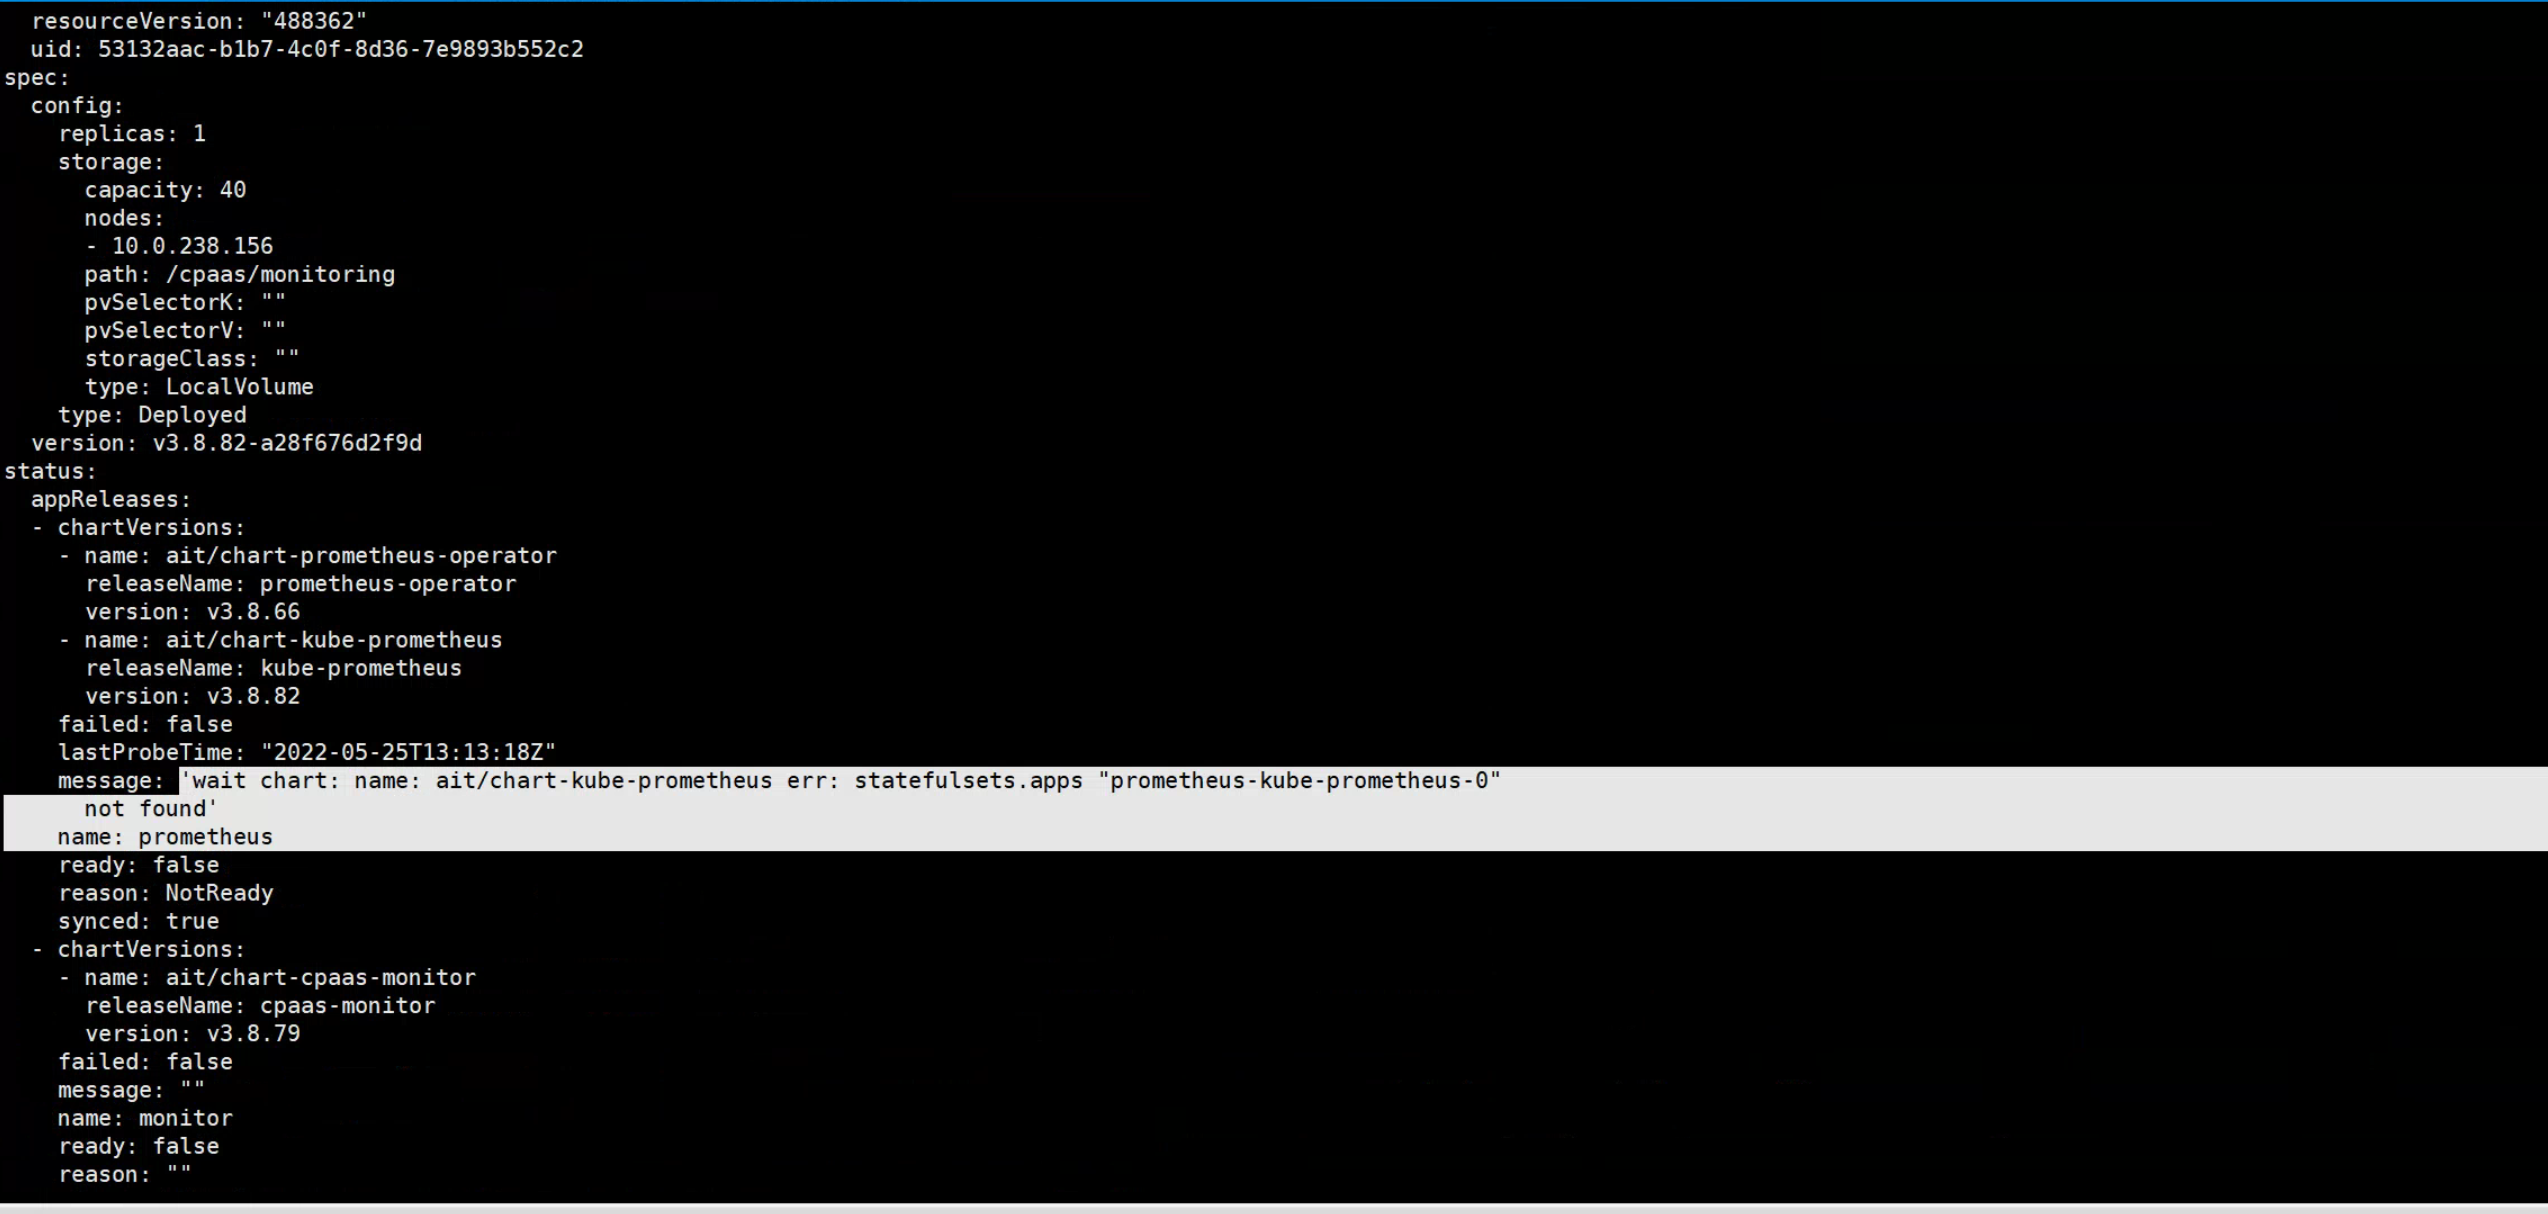 resourceVersion: "488362"
uid: 53132aac-b1b7-4c0f-8d36-7e9893b552c2
spec:
config:
replicas: 1
storage:
capacity: 40
nodes:
- 10.0.238.156
path: /cpaas/monitoring
pvSelectorK: ""
pvSelectorV: ""
storageClass: ""
type: LocalVolume
type: Deployed
version: v3.8.82-a28f676d2f9d
status:
appReleases:
- chartVersions:
- name: ait/chart-prometheus-operator
releaseName: prometheus-operator
version: v3.8.66
- name: ait/chart-kube-prometheus
releaseName: kube-prometheus
version: v3.8.82
failed: false
lastProbeTime: "2022-05-25T13:13:18Z"
message: 'wait chart: name: ait/chart-kube-prometheus err: statefulsets.apps "prometheus-kube-prometheus-0"
not found'
name: prometheus
ready: false
reason: NotReady
synced: true
- chartVersions:
- name: ait/chart-cpaas-monitor
releaseName: cpaas-monitor
version: v3.8.79
failed: false
message: ""
name: monitor
ready: false
reason: ""